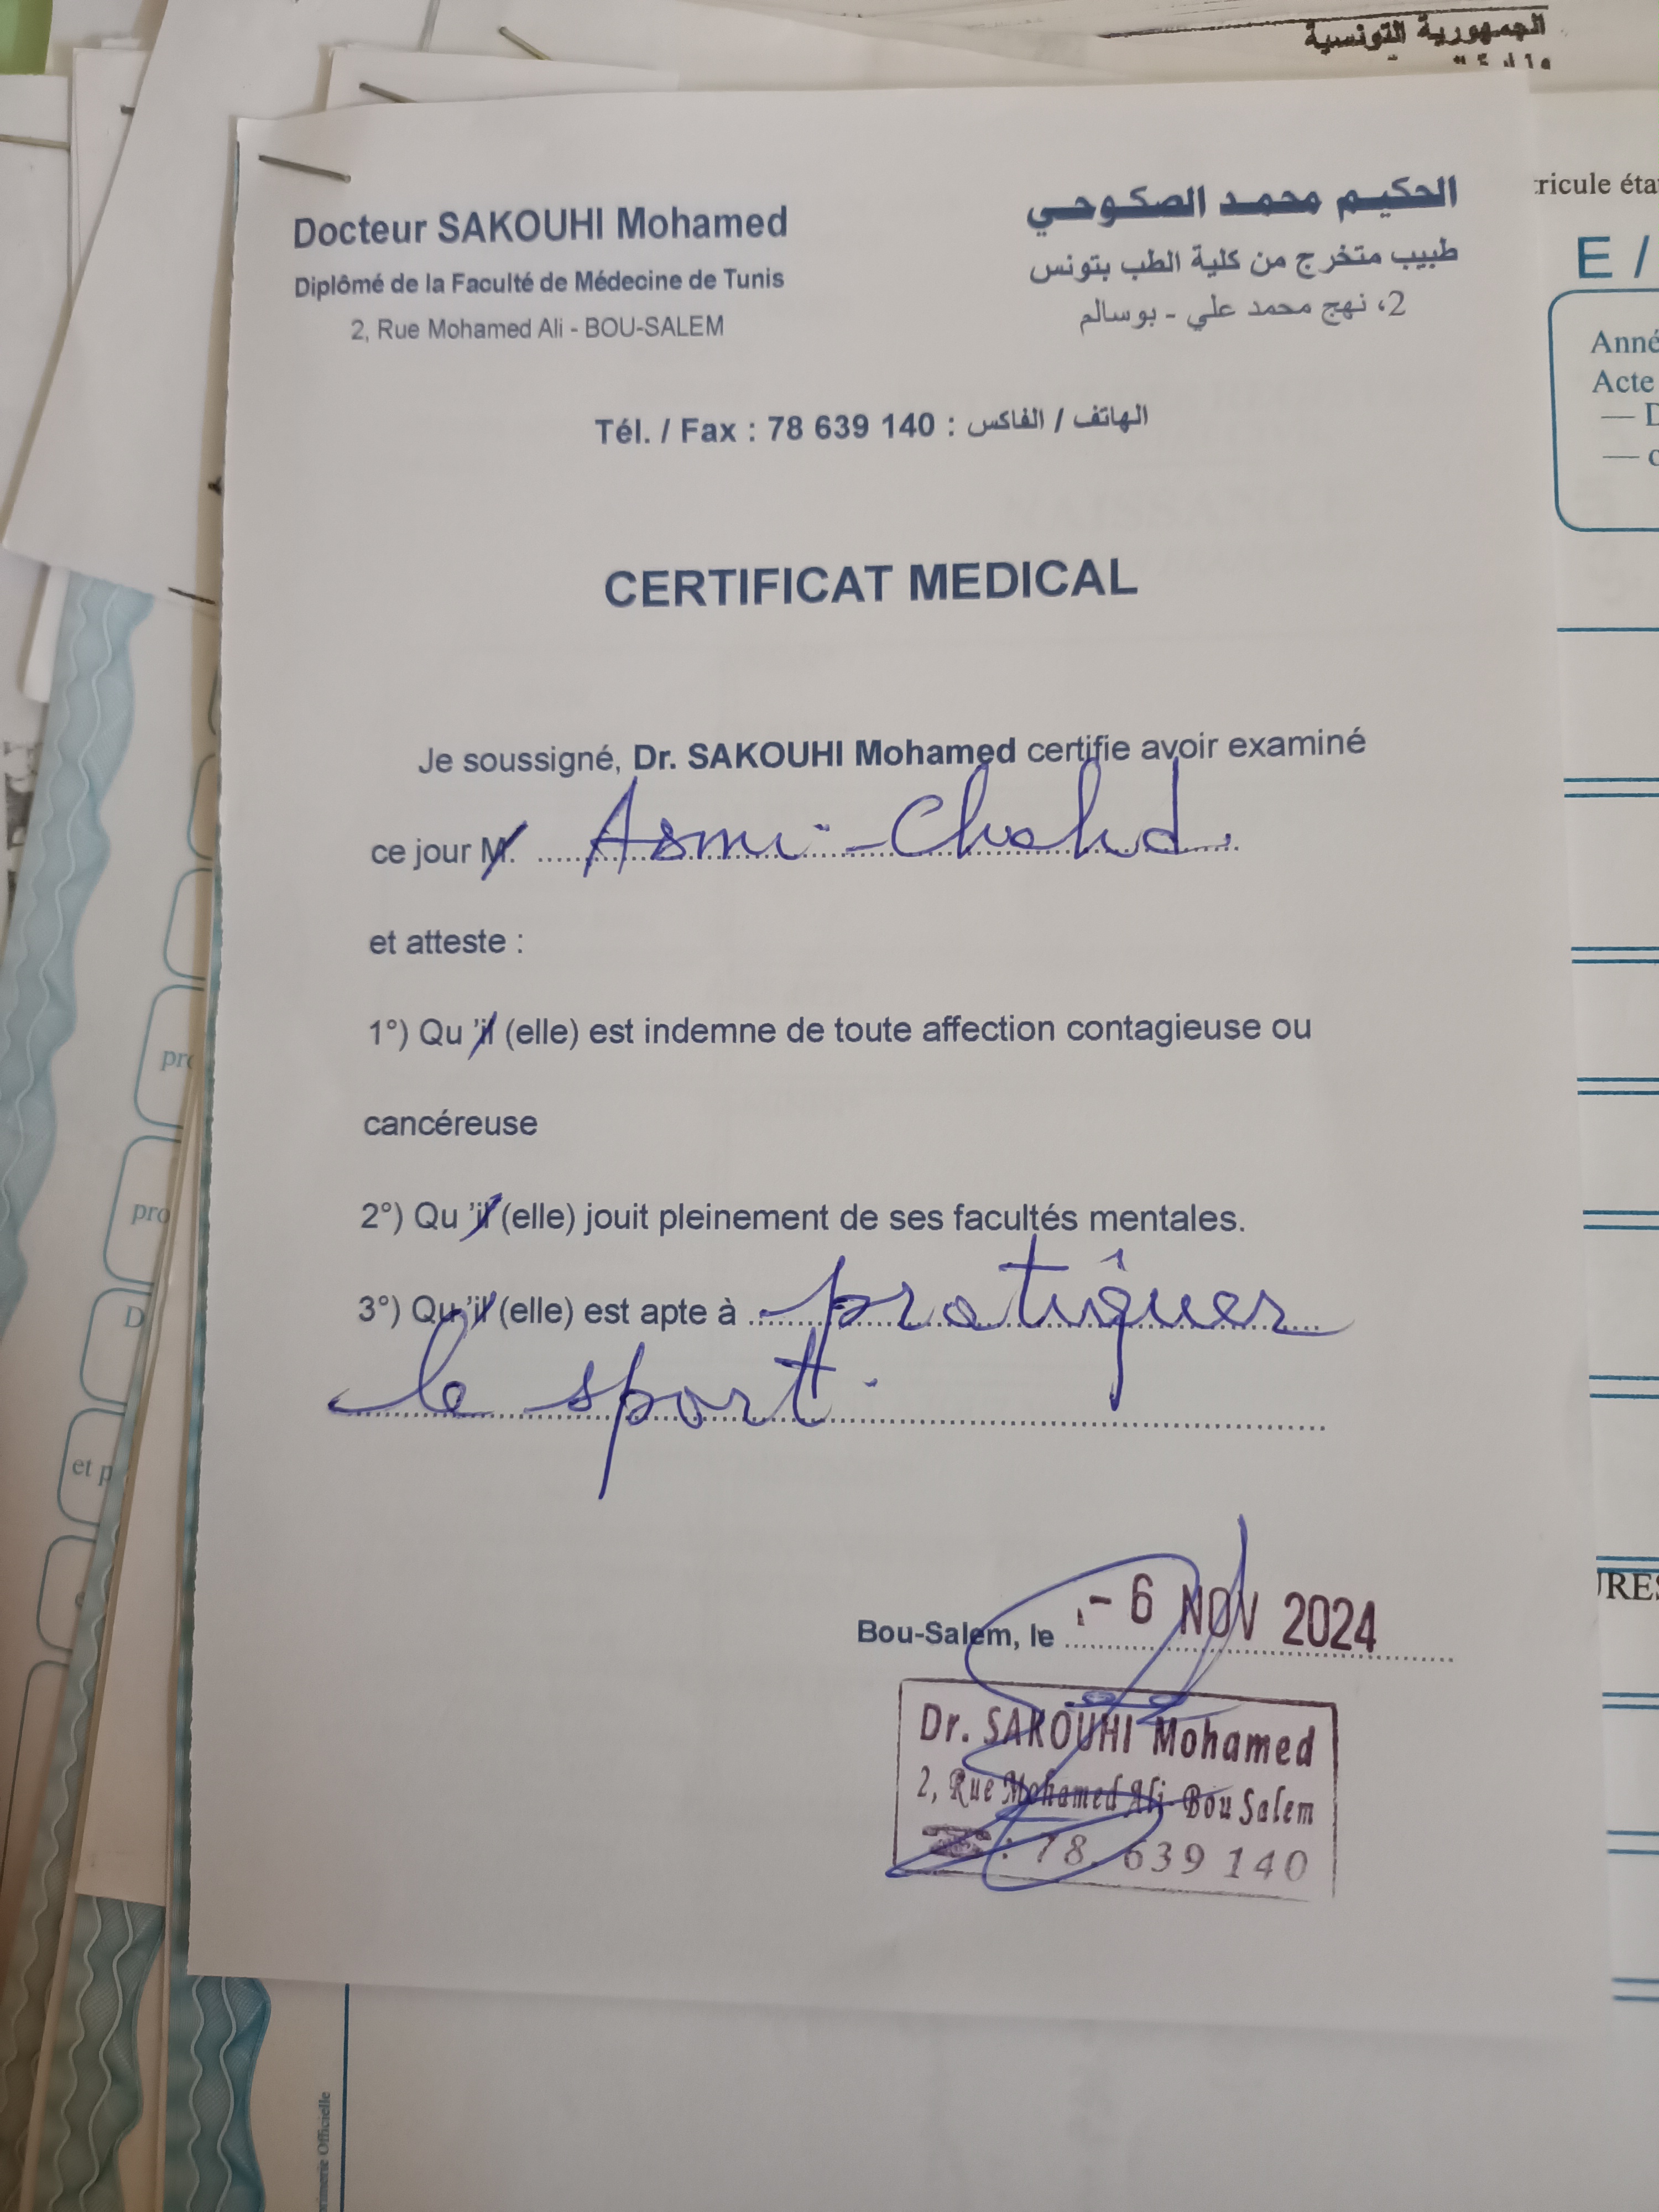 الجمهورية التونسية
Docteur SAKOUHI Mohamed
Diplômé de la Faculté de Médecine de Tunis
2, Rue Mohamed Ali - BOU-SALEM
الحكيم محمد الصكوحي
طبيب متخرج من كلية الطب بتونس
2، نهج محمد علي - بوسالم
Tél. / Fax : 78 639 140 : الهاتف / الفاكس
CERTIFICAT MEDICAL
Je soussigné, Dr. SAKOUHI Mohamed certifie avoir examiné
ce jour M. Asmi - Chahd.
et atteste :
1°) Qu'il (elle) est indemne de toute affection contagieuse ou
cancéreuse
2°) Qu'il (elle) jouit pleinement de ses facultés mentales.
3°) Qu'il (elle) est apte à pratiquer
le sport.
Bou-Salem, le - 6 NOV 2024
Dr. SAKOUHI Mohamed
2, Rue Mohamed Ali - Bou Salem
☎ : 78. 639 140
E /
Acte
et
Officielle